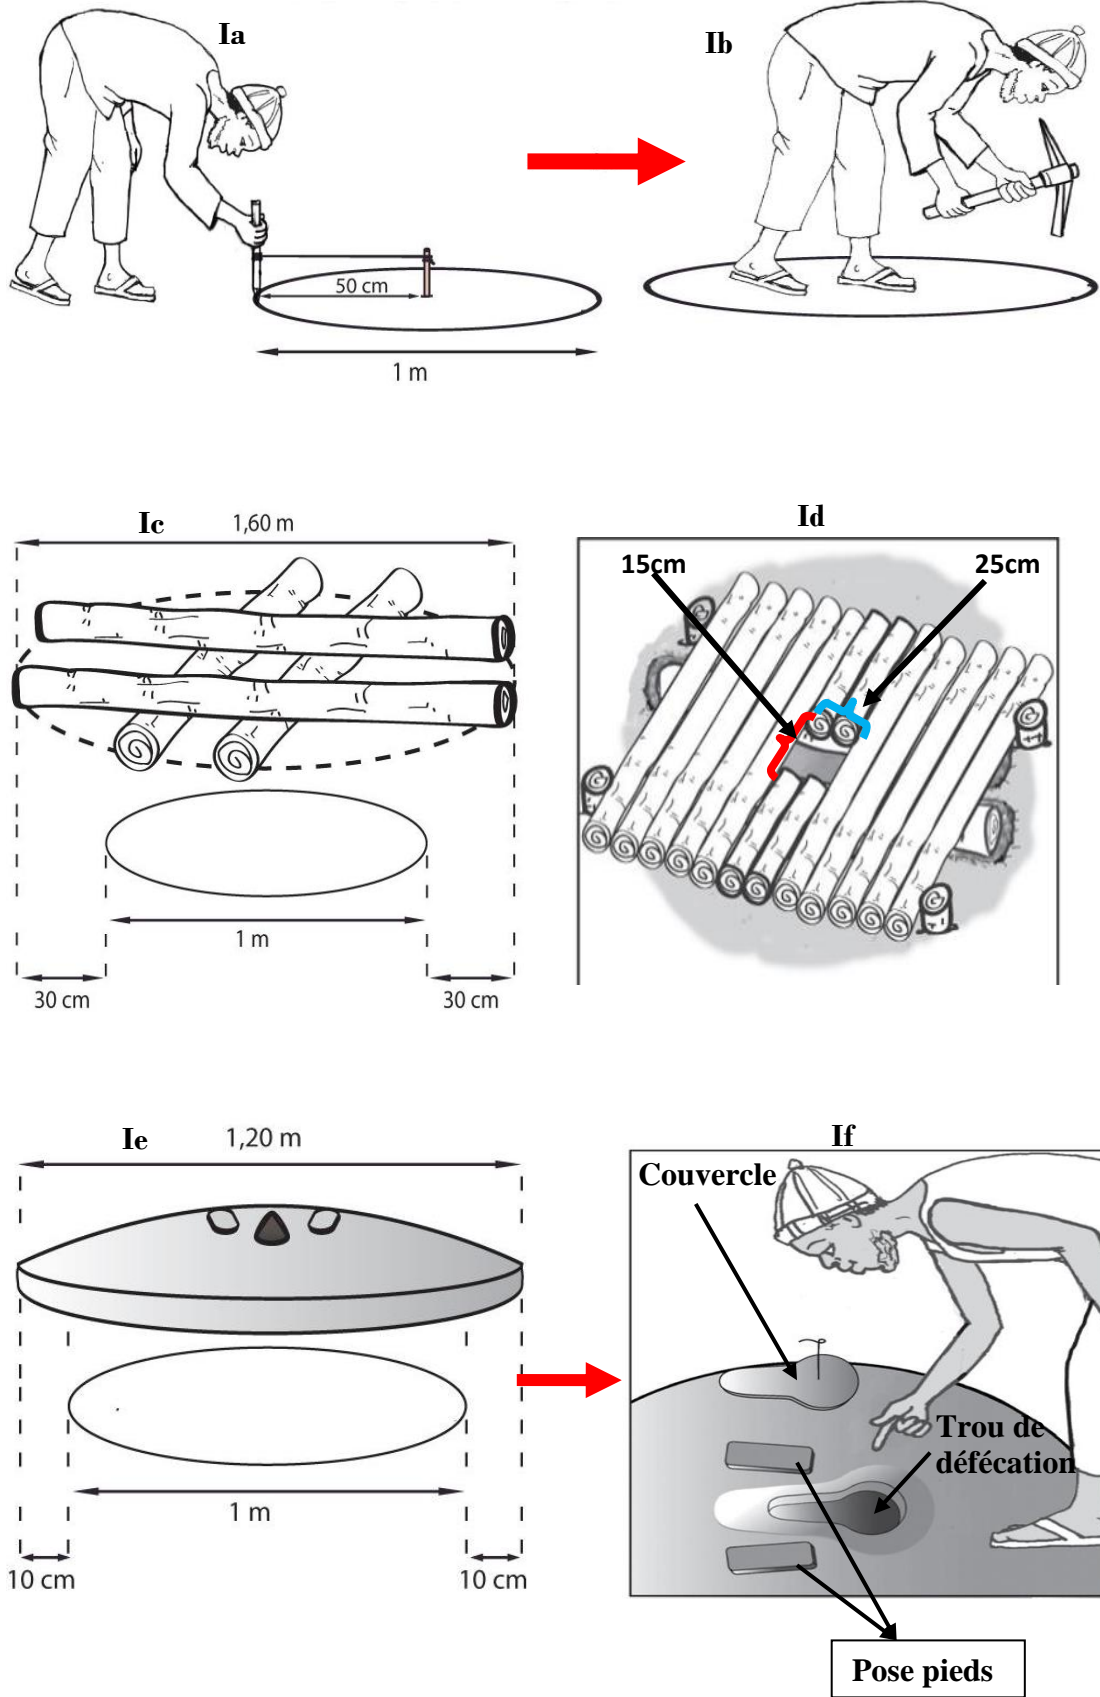 Ia
Ib
50 cm
1 m
Ic
1,60 m
1 m
30 cm
30 cm
Id
15cm
25cm
Ie
1,20 m
1 m
10 cm
10 cm
If
Couvercle
Trou de
défécation
Pose pieds